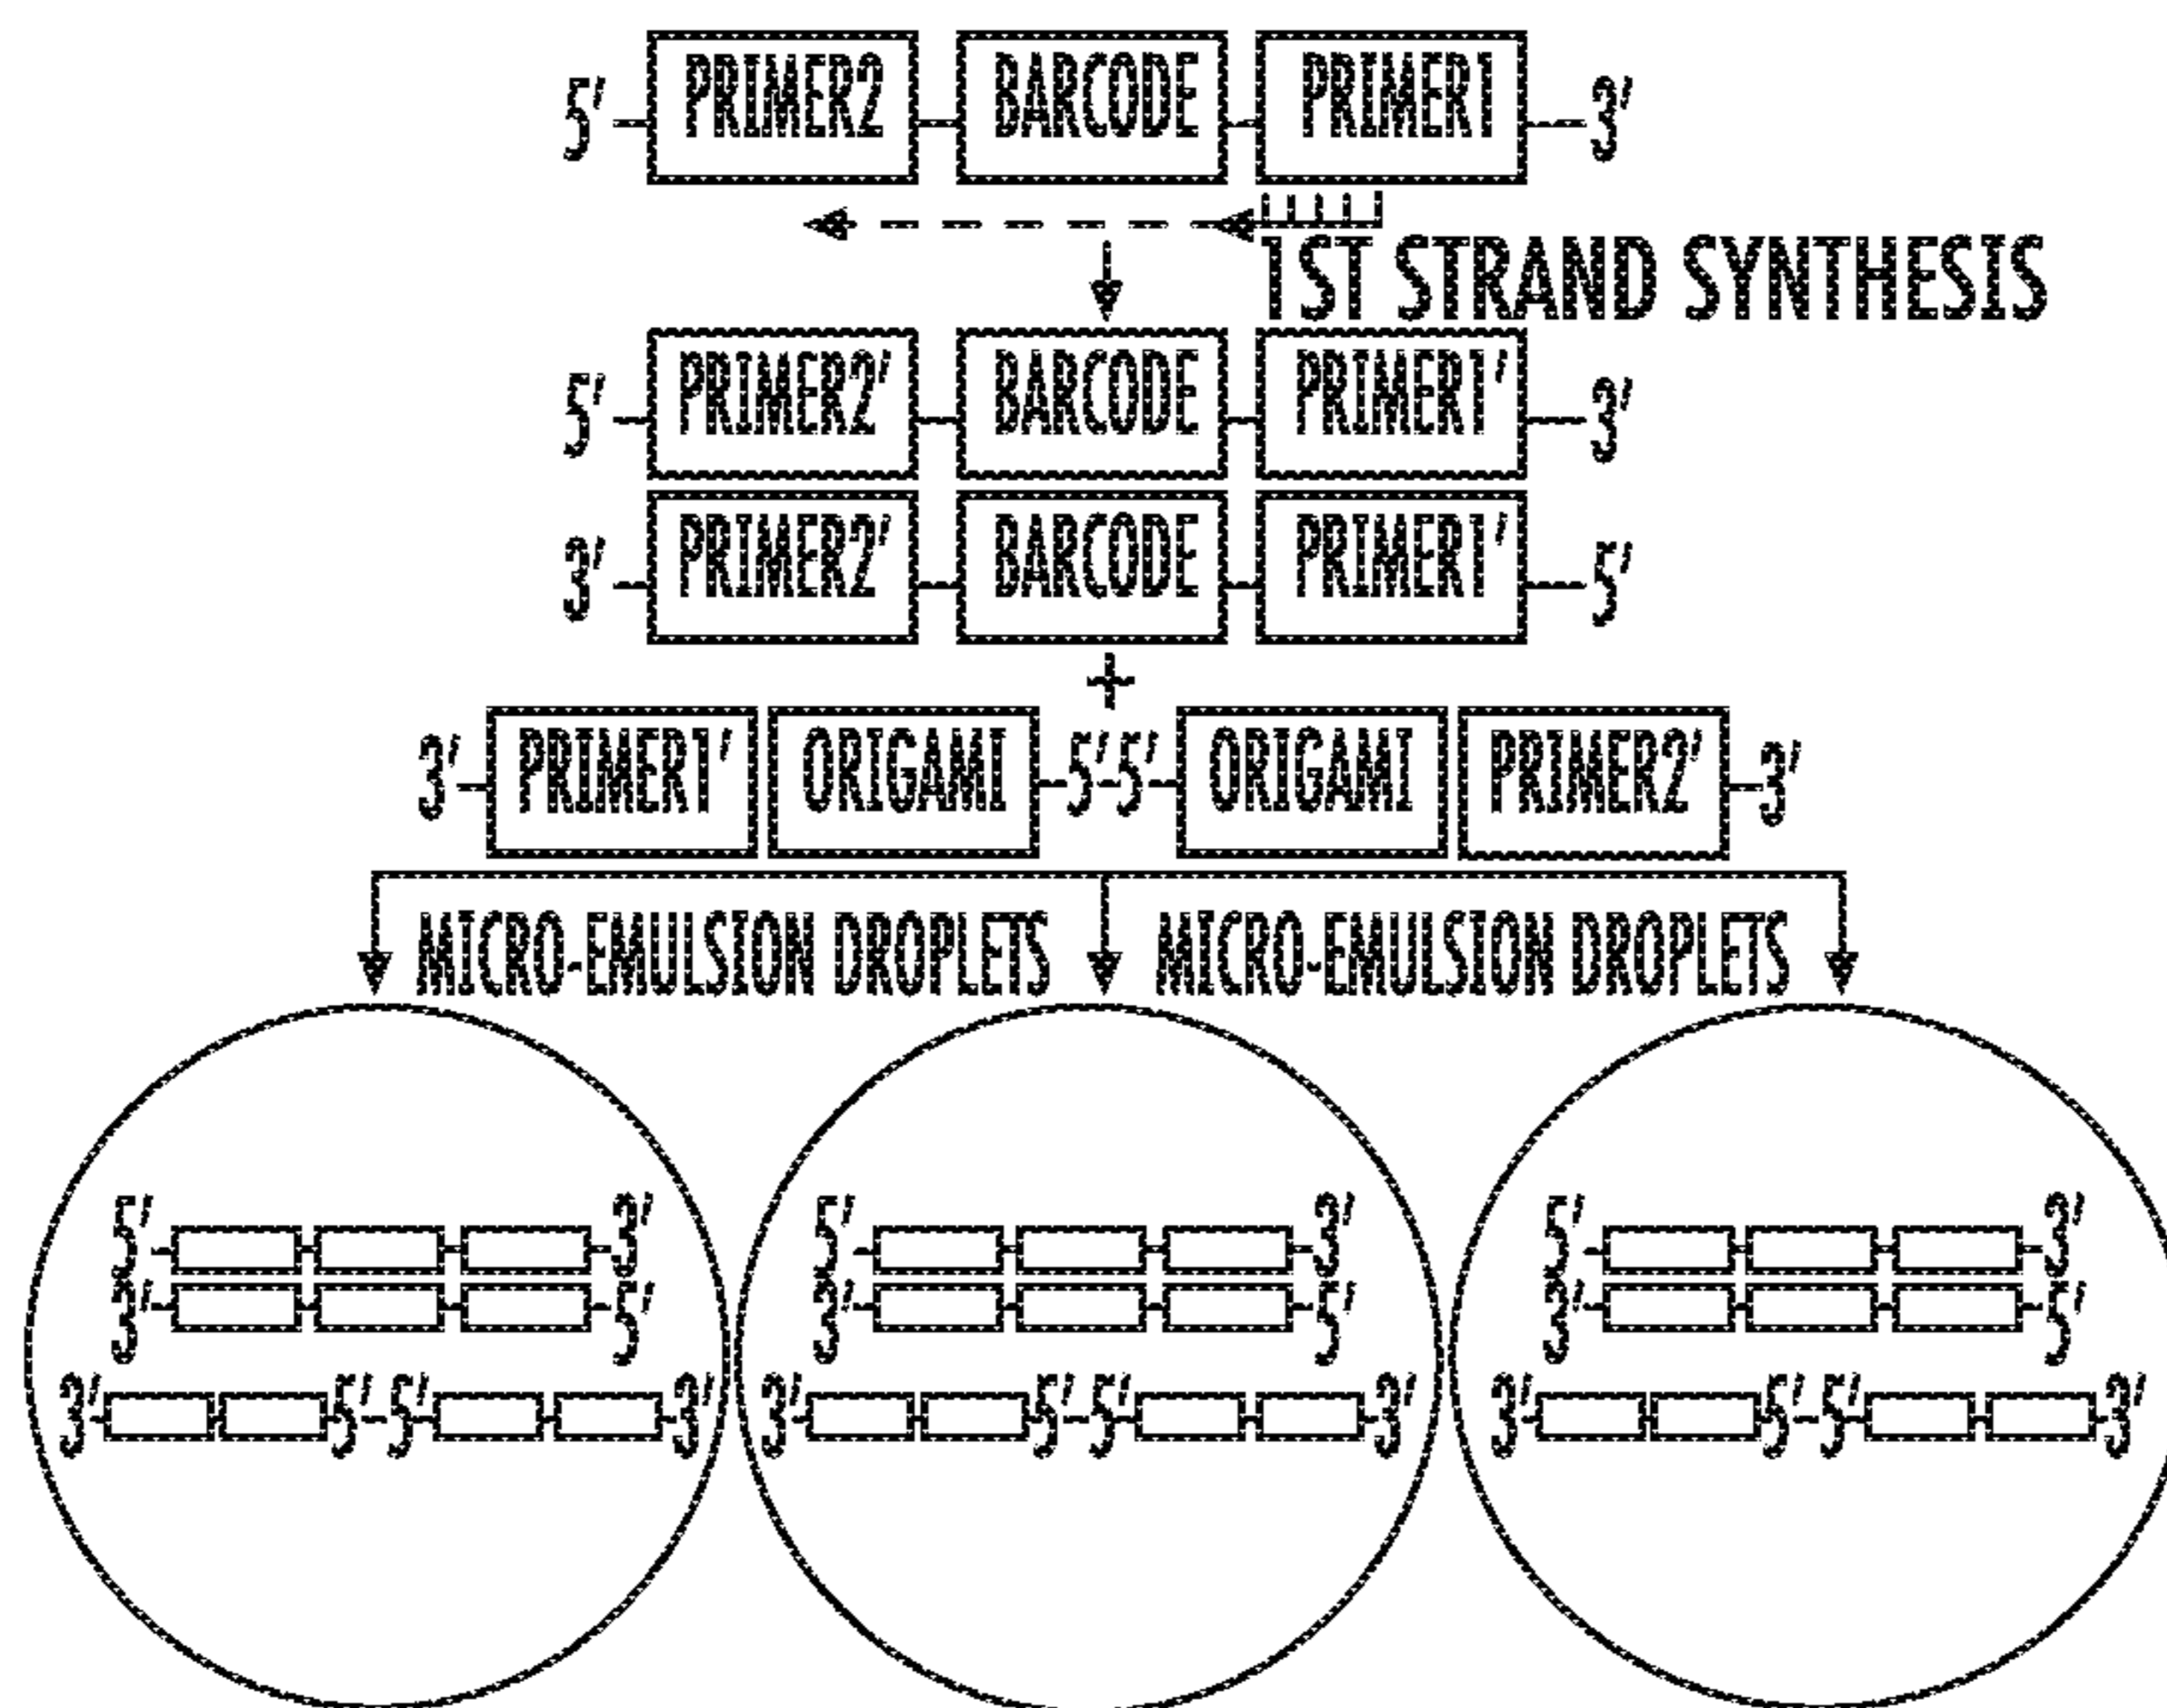 5' PRIMER2 BARCODE PRIMER1 3'
1ST STRAND SYNTHESIS
5' PRIMER2' BARCODE PRIMER1' 3'
3' PRIMER2' BARCODE PRIMER1' 5'
+
3' PRIMER1' ORIGAMI 5'-5' ORIGAMI PRIMER2' 3'
MICRO-EMULSION DROPLETS MICRO-EMULSION DROPLETS
5' 3' 5' 3' 5' 3'
3' 5' 3' 5' 3' 5'
3' 5'-5' 3' 3' 5'-5' 3' 3' 5'-5' 3'